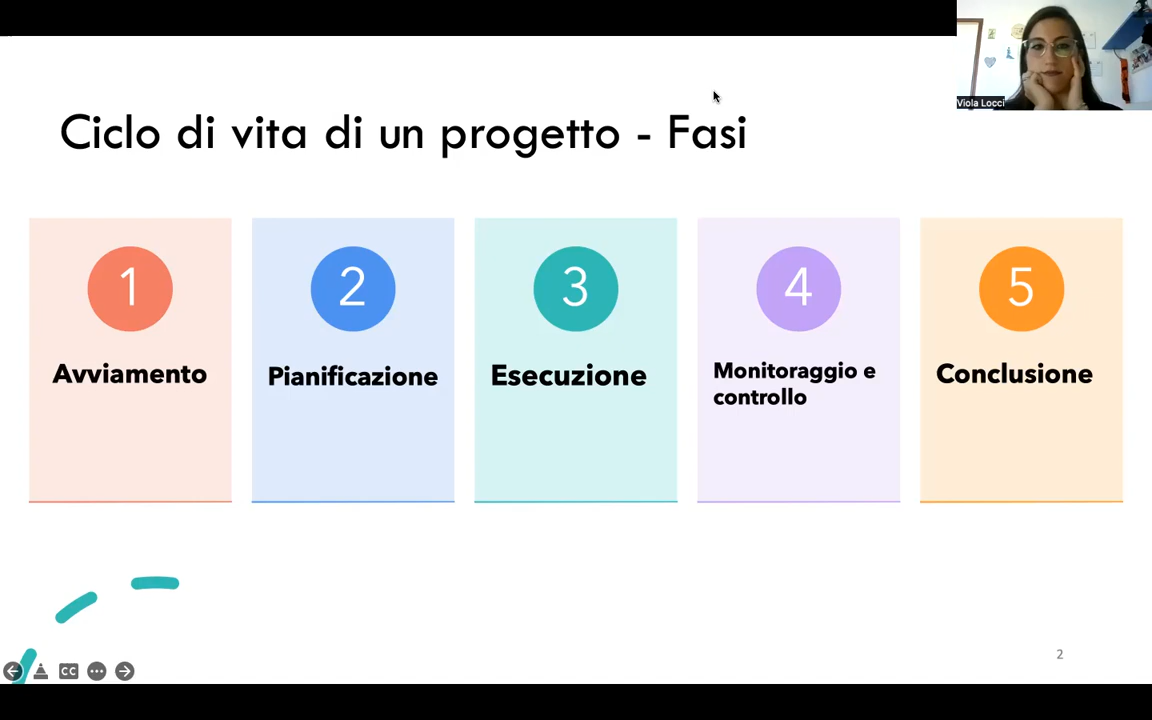 Viola Locci
Ciclo di vita di un progetto - Fasi
1
Avviamento
2
Pianificazione
3
Esecuzione
4
Monitoraggio e
controllo
5
Conclusione
CC
2